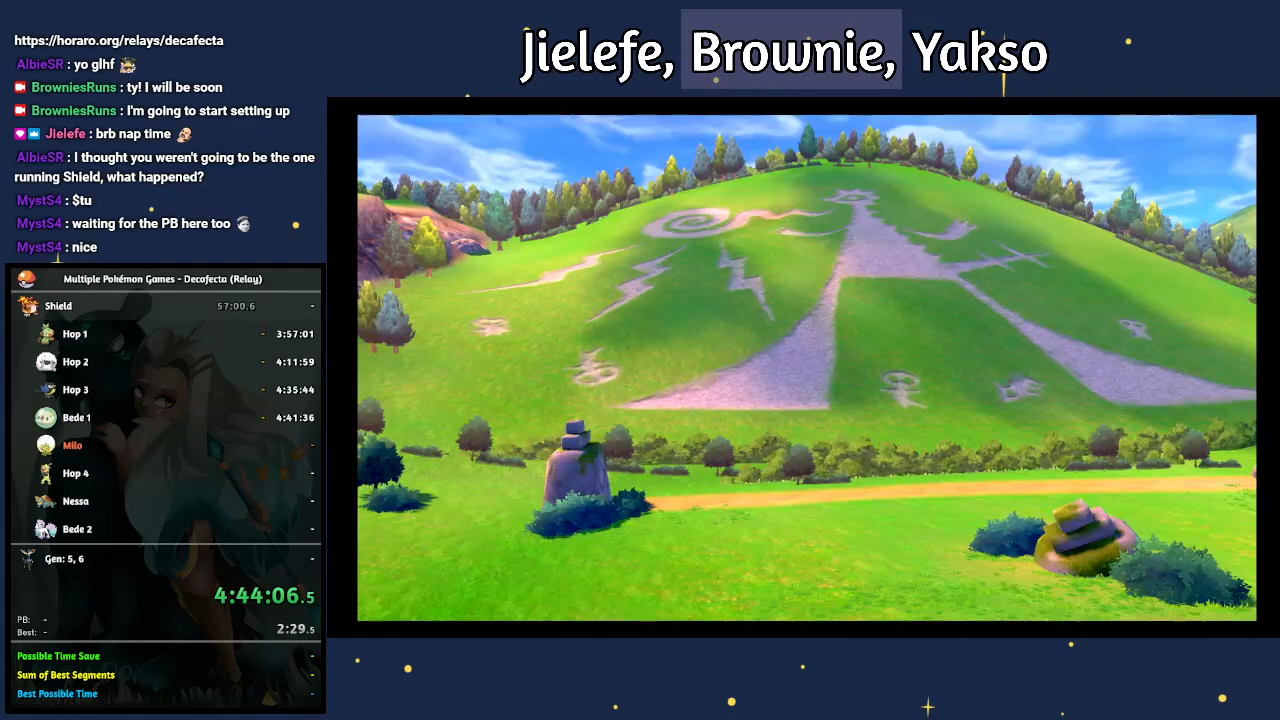 https://horaro.org/relays/decafecta
AlbieSR : yo glhf
BrowniesRuns : ty! I will be soon
BrowniesRuns : I'm going to start setting up
Jielefe : brb nap time
AlbieSR : I thought you weren't going to be the one
running Shield, what happened?
MystS4 : $tu
MystS4 : waiting for the PB here too
MystS4 : nice
Jielefe, Brownie, Yakso
Multiple Pokémon Games - Decafecta (Relay)
Shield 57:00.6 -
Hop 1 - 3:57:01
Hop 2 - 4:11:59
Hop 3 - 4:35:44
Bede 1 - 4:41:36
Milo -
Hop 4 -
Nessa -
Bede 2 -
Gen: 5, 6 -
4:44:06.5
PB: -
Best: -
2:29.5
Possible Time Save -
Sum of Best Segments -
Best Possible Time -